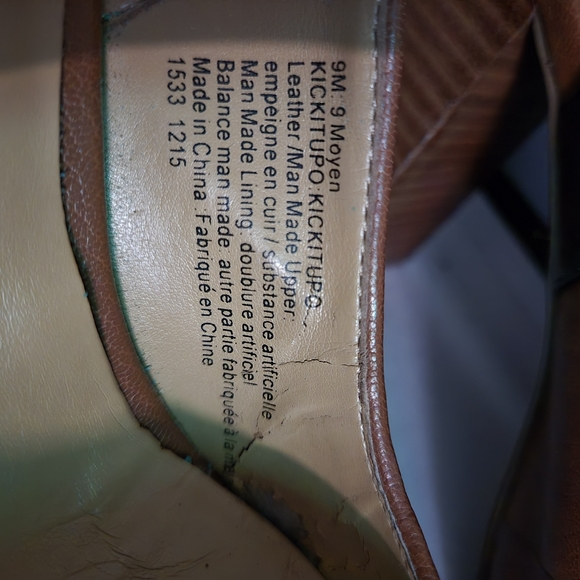 9M: 9 Moyen
KICKITUPO:KICKITUPO
Leather /Man Made Upper:
empeigne en cuir / substance artificielle
Man Made Lining: doublure artificiel
Balance man made: autre partie fabriquée à la
Made in China :Fabriqué en Chine
1533 1215